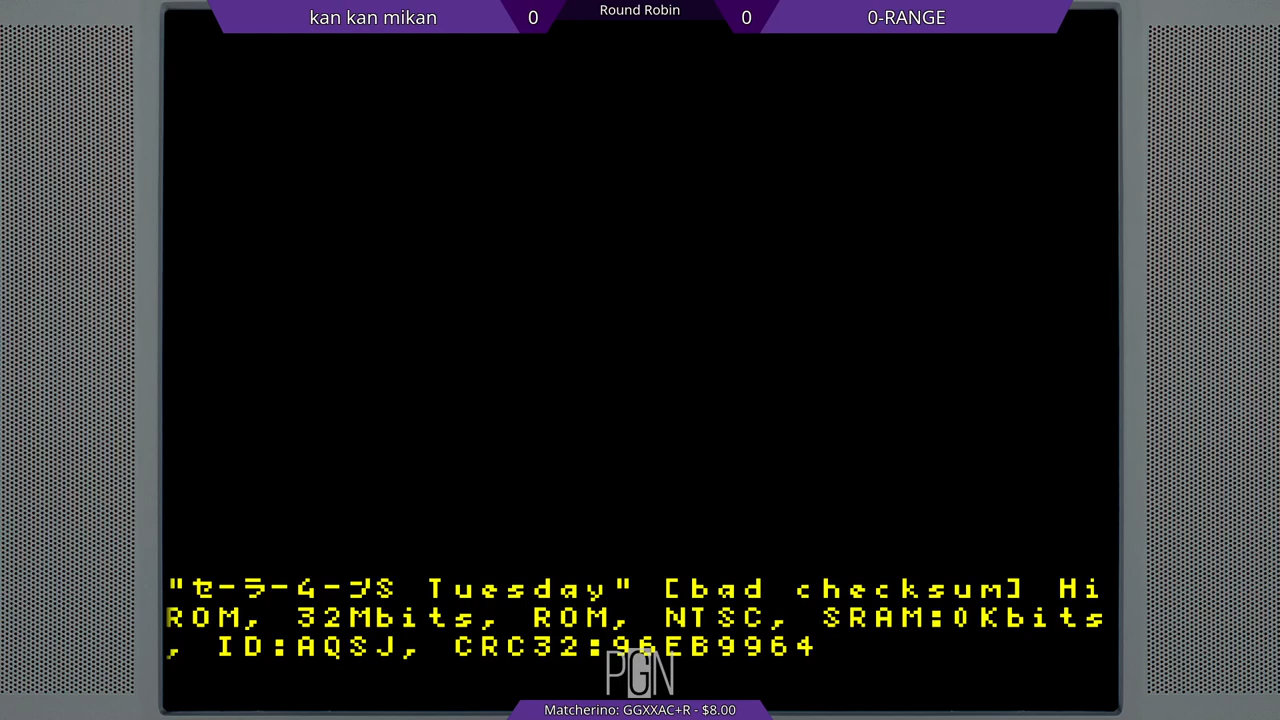 kan kan mikan 0 Round Robin 0 0-RANGE
"セーラームーンS Tuesday" [bad checksum] Hi
ROM, 32Mbits, ROM, NTSC, SRAM:0Kbits
, ID:AQSJ, CRC32:96EB9964
PGN
Matcherino: GGXXAC+R - $8.00